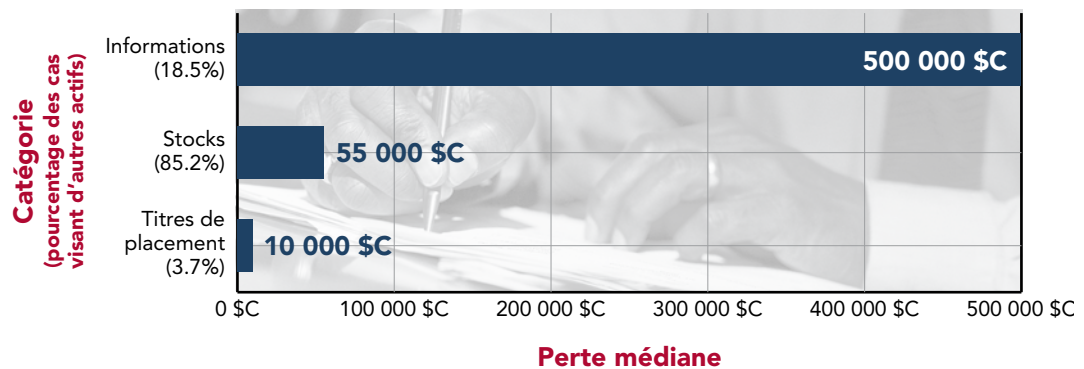 Catégorie
(pourcentage des cas
visant d'autres actifs)
Informations
(18.5%)
500 000 $C
Stocks
(85.2%)
55 000 $C
Titres de
placement
(3.7%)
10 000 $C
0 $C
100 000 $C
200 000 $C
300 000 $C
400 000 $C
500 000 $C
Perte médiane